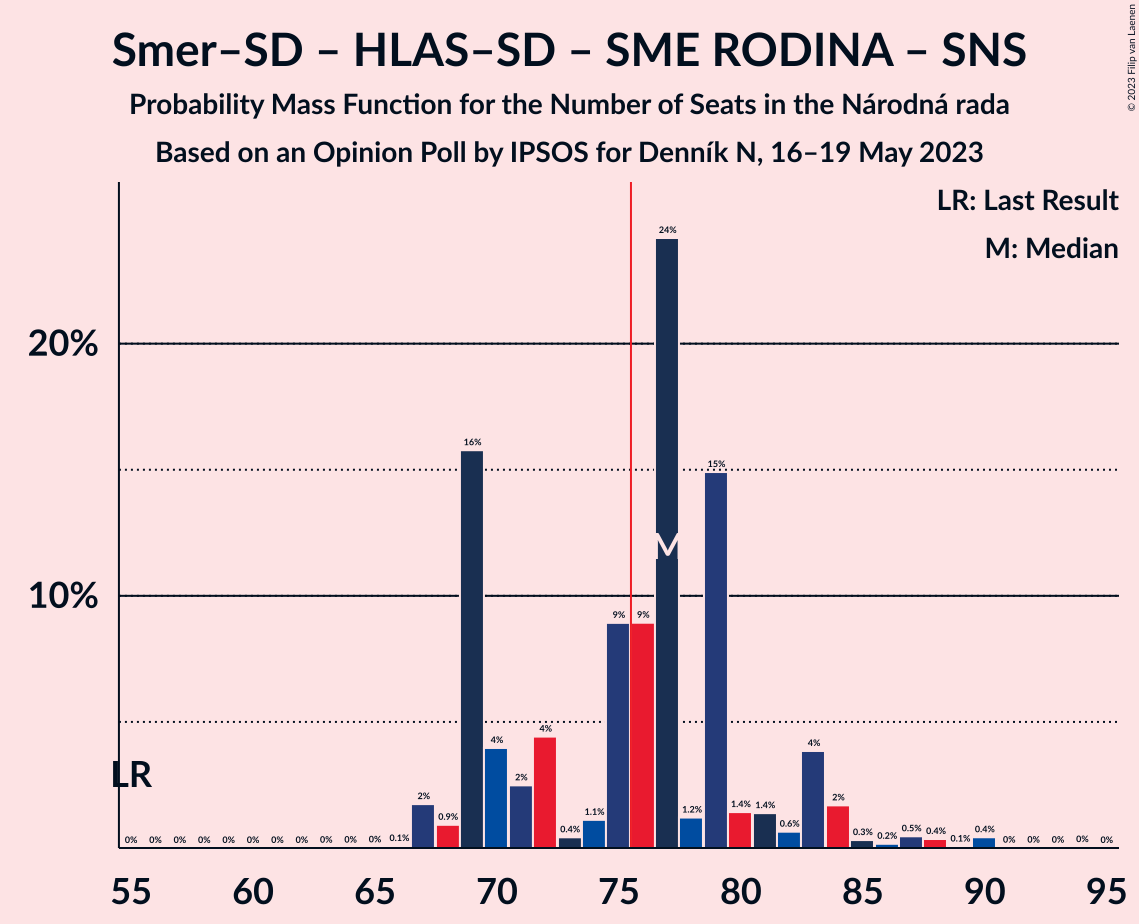 Smer–SD – HLAS–SD – SME RODINA – SNS
Probability Mass Function for the Number of Seats in the Národná rada
Based on an Opinion Poll by IPSOS for Denník N, 16–19 May 2023
© 2023 Filip van Laenen
LR: Last Result
M: Median
20%
10%
24%
16%
15%
9% 9%
M
LR
0% 0% 0% 0% 0% 0% 0% 0% 0% 0% 0% 0.1% 2% 0.9% 4% 2% 4% 0.4% 1.1% 1.2% 1.4% 1.4% 0.6% 4% 2% 0.3% 0.2% 0.5% 0.4% 0.1% 0.4% 0% 0% 0% 0% 0%
55 60 65 70 75 80 85 90 95